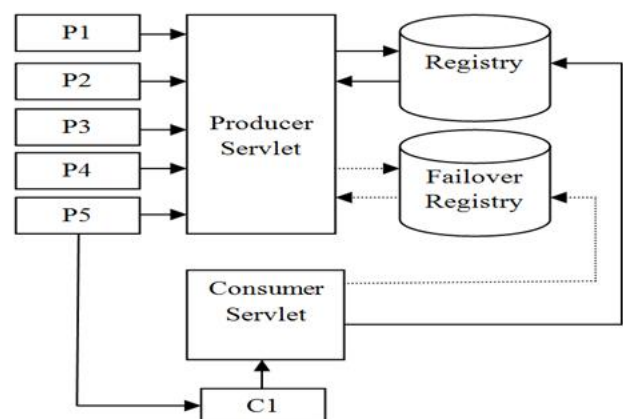 P1
P2
P3
P4
P5
Producer
Servlet
Registry
Failover
Registry
Consumer
Servlet
C1